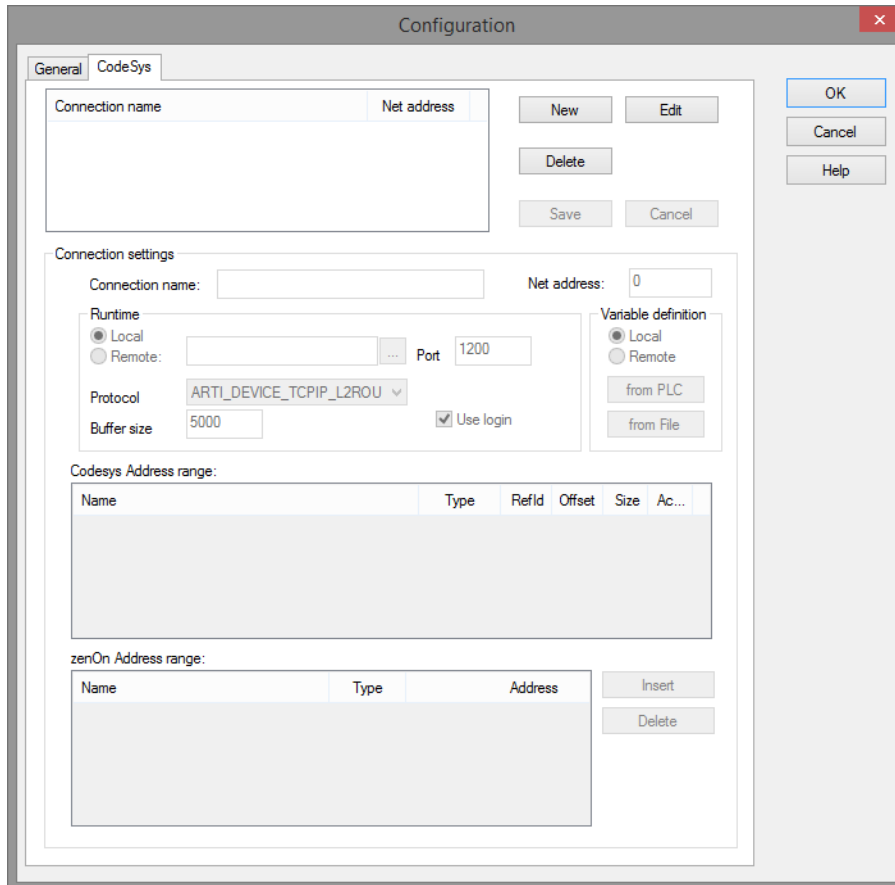 Configuration
General CodeSys
Connection name Net address
New Edit
Delete
Save Cancel
OK
Cancel
Help
Connection settings
Connection name: Net address: 0
Runtime
Local
Remote: ... Port 1200
Protocol ARTI_DEVICE_TCPIP_L2ROU
Buffer size 5000 Use login
Variable definition
Local
Remote
from PLC
from File
Codesys Address range:
Name Type RefId Offset Size Ac...
zenOn Address range:
Name Type Address
Insert
Delete